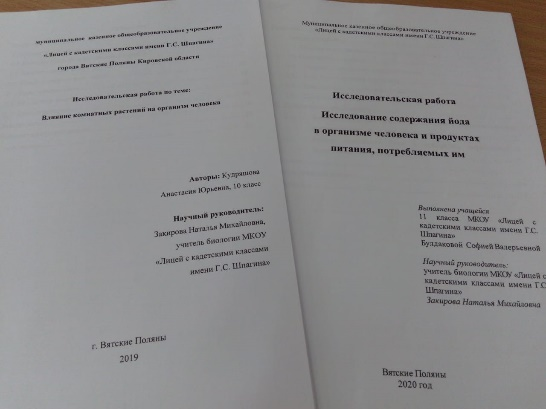 муниципальное казенное общеобразовательное учреждение
«Лицей с кадетскими классами имени Г.С. Шпагина»
города Вятские Поляны Кировской области
Исследовательская работа по теме:
Влияние комнатных растений на организм человека
Авторы: Кудряшова
Анастасия Юрьевна, 10 класс
Научный руководитель:
Закирова Наталья Михайловна,
учитель биологии МКОУ
«Лицей с кадетскими классами
имени Г.С. Шпагина»
г. Вятские Поляны
2019
Муниципальное казенное общеобразовательное учреждение
«Лицей с кадетскими классами имени Г.С. Шпагина»
Исследовательская работа
Исследование содержания йода
в организме человека и продуктах
питания, потребляемых им
Выполнена учащейся
11 класса МКОУ «Лицей с
кадетскими классами имени Г.С.
Шпагина»
Булдаковой Софией Валерьевной
Научный руководитель:
учитель биологии МКОУ «Лицей с
кадетскими классами имени Г.С.
Шпагина»
Закирова Наталья Михайловна
Вятские Поляны
2020 год